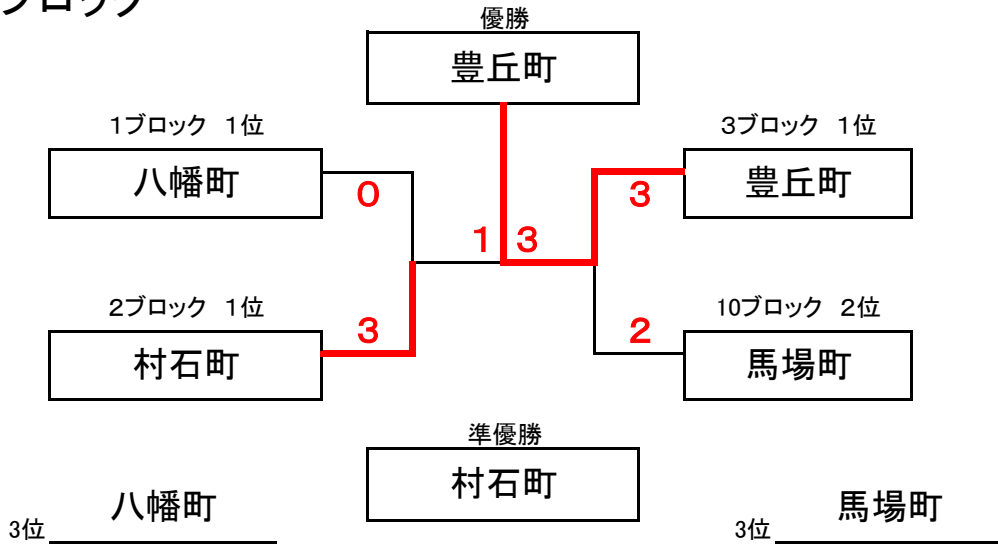 ブロック
優勝
豊丘町
1ブロック 1位
3ブロック 1位
八幡町
豊丘町
0
3
1 3
2ブロック 1位
10ブロック 2位
3
2
村石町
馬場町
準優勝
村石町
3位 八幡町
3位 馬場町